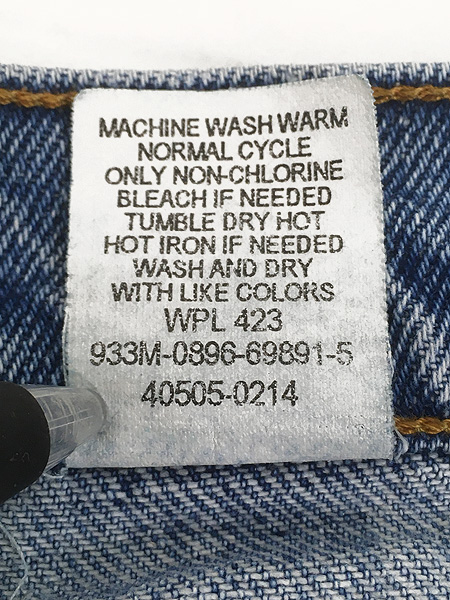 MACHINE WASH WARM
NORMAL CYCLE
ONLY NON-CHLORINE
BLEACH IF NEEDED
TUMBLE DRY HOT
HOT IRON IF NEEDED
WASH AND DRY
WITH LIKE COLORS
WPL 423
933M-0896-69891-5
40505-0214